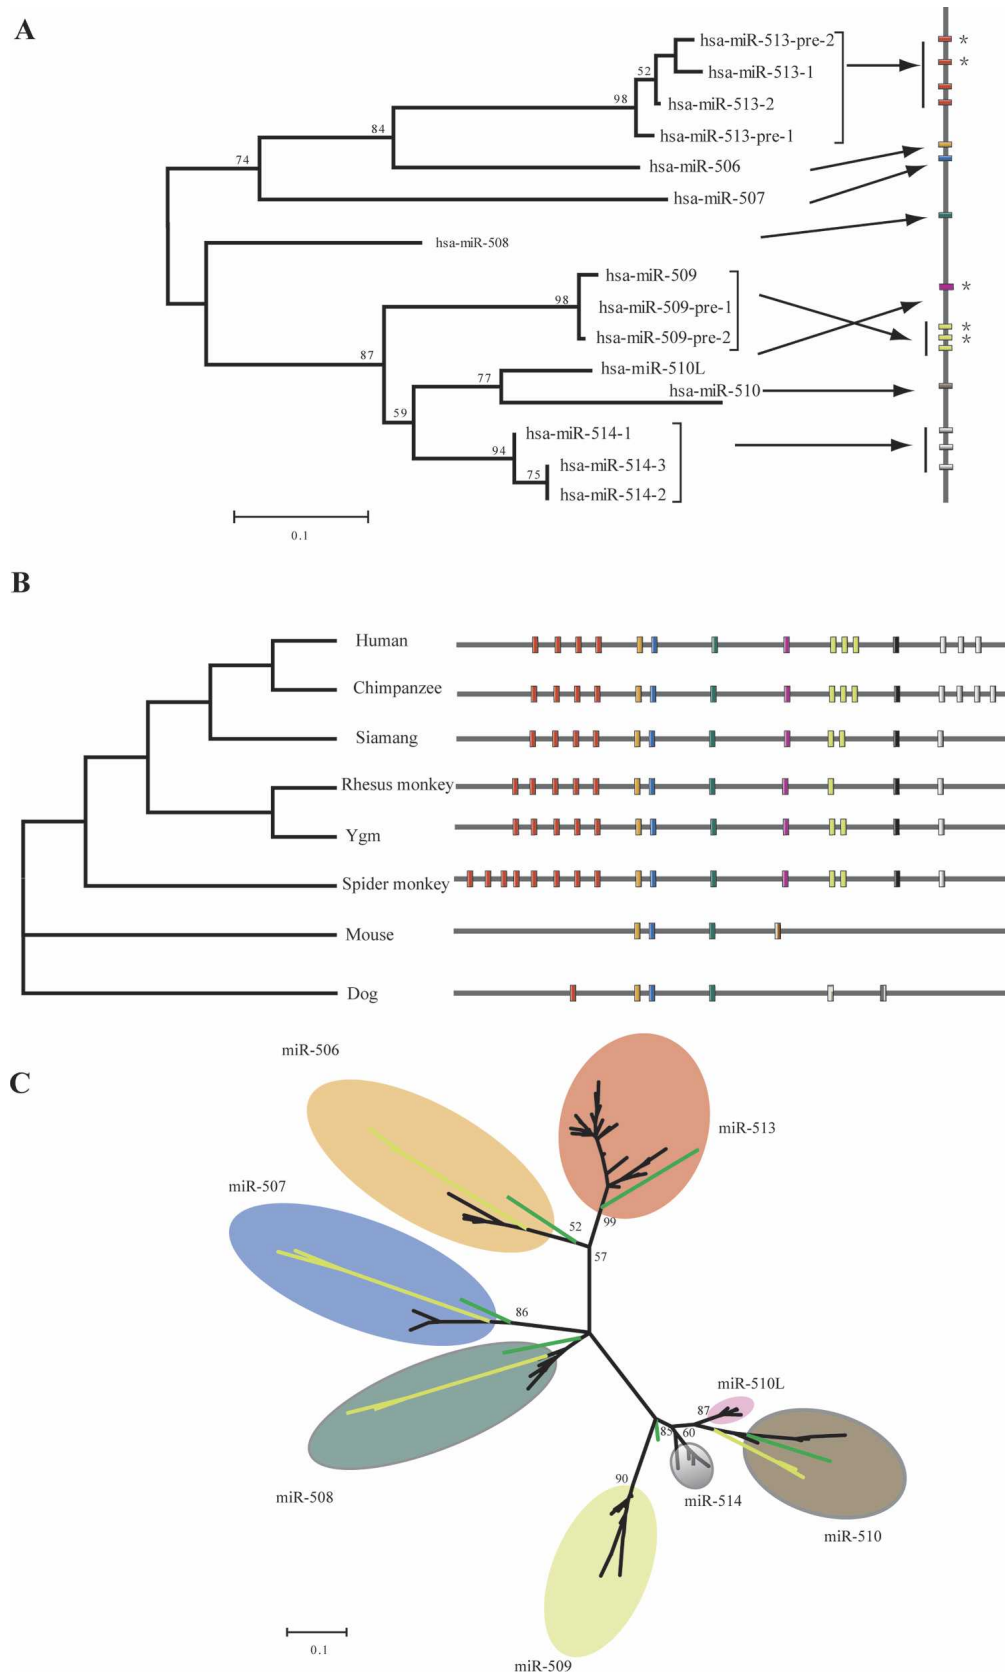 A
hsa-miR-513-pre-2
*
52
hsa-miR-513-1
*
98
hsa-miR-513-2
84
hsa-miR-513-pre-1
74
hsa-miR-506
hsa-miR-507
hsa-miR-508
98
hsa-miR-509
*
hsa-miR-509-pre-1
*
87
hsa-miR-509-pre-2
*
77
hsa-miR-510L
59
hsa-miR-510
94
hsa-miR-514-1
75
hsa-miR-514-3
hsa-miR-514-2
0.1
B
Human
Chimpanzee
Siamang
Rhesus monkey
Ygm
Spider monkey
Mouse
Dog
C
miR-506
miR-513
miR-507
52
99
57
86
miR-510L
87
85
60
miR-508
90
miR-514
miR-510
0.1
miR-509